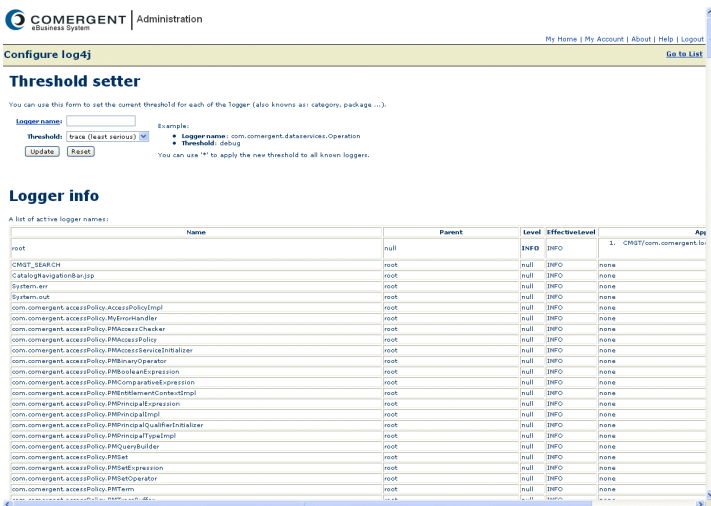 COMERGENT
eBusiness System
Administration
My Home | My Account | About | Help | Logout
Configure log4j
Go to List
Threshold setter
You can use this form to set the current threshold for each of the logger (also knowns as: category, package ...).
Logger name:
Threshold: trace (least serious)
Update Reset
Example:
• Logger name: com.comergent.dataservices.Operation
• Threshold: debug
You can use '*' to apply the new threshold to all known loggers.
Logger info
A list of active logger names:
Name Parent Level EffectiveLevel App
root null INFO INFO 1. CMGT/com.comergent.lo
CMGT_SEARCH root null INFO none
CatalogNavigationBar.jsp root null INFO none
System.err root null INFO none
System.out root null INFO none
com.comergent.accessPolicy.AccessPolicyImpl root null INFO none
com.comergent.accessPolicy.MyErrorHandler root null INFO none
com.comergent.accessPolicy.PMAccessChecker root null INFO none
com.comergent.accessPolicy.PMAccessPolicy root null INFO none
com.comergent.accessPolicy.PMAccessServiceInitializer root null INFO none
com.comergent.accessPolicy.PMBinaryOperator root null INFO none
com.comergent.accessPolicy.PMBooleanExpression root null INFO none
com.comergent.accessPolicy.PMComparativeExpression root null INFO none
com.comergent.accessPolicy.PMEntitlementContextImpl root null INFO none
com.comergent.accessPolicy.PMPrincipalExpression root null INFO none
com.comergent.accessPolicy.PMPrincipalImpl root null INFO none
com.comergent.accessPolicy.PMPrincipalQualifierInitializer root null INFO none
com.comergent.accessPolicy.PMPrincipalTypeImpl root null INFO none
com.comergent.accessPolicy.PMQueryBuilder root null INFO none
com.comergent.accessPolicy.PMSet root null INFO none
com.comergent.accessPolicy.PMSetExpression root null INFO none
com.comergent.accessPolicy.PMSetOperator root null INFO none
com.comergent.accessPolicy.PMTerm root null INFO none